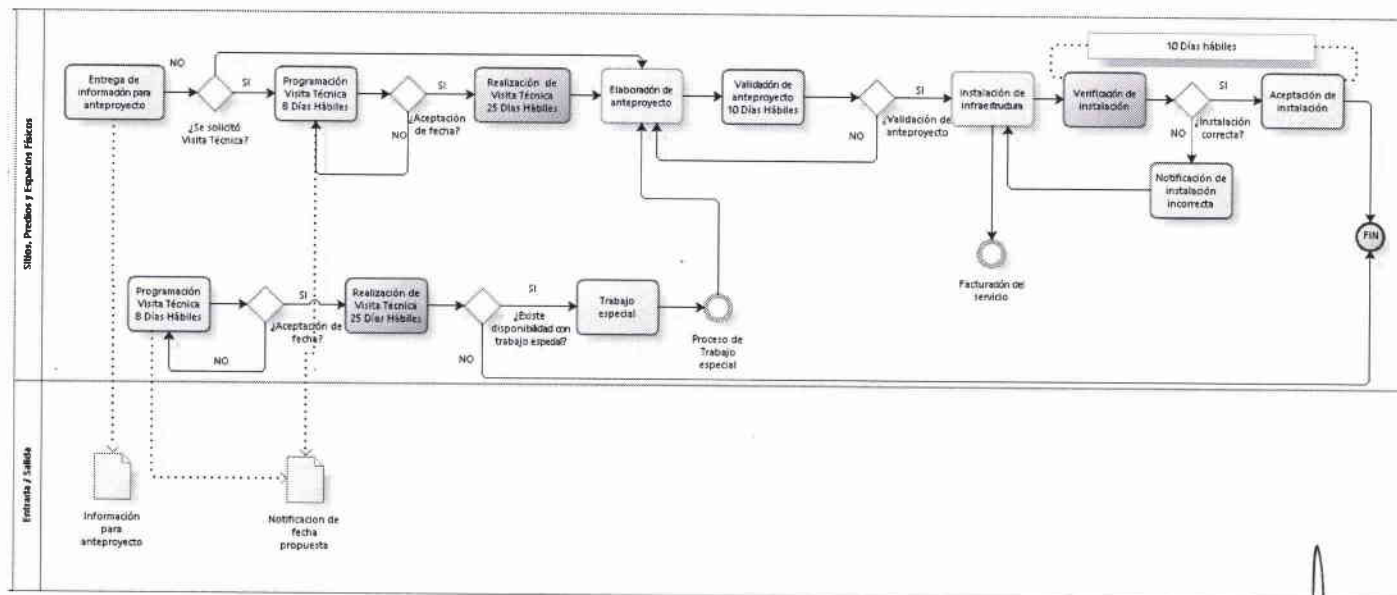 Sitios, Predios y Espacios Físicos
Entrega de
información para
anteproyecto
NO
SI
¿Se solicitó
Visita Técnica?
Programación
Visita Técnica
8 Días Hábiles
SI
NO
¿Aceptación
de fecha?
Realización de
Visita Técnica
25 Días Hábiles
Elaboración de
anteproyecto
Validación de
anteproyecto
10 Días Hábiles
SI
NO
¿Validación de
anteproyecto
Instalación de
infraestructura
10 Días hábiles
Verificación de
instalación
SI
NO
¿Instalación
correcta?
Aceptación de
instalación
Notificación de
instalación
incorrecta
FIN
Facturación del
servicio
Programación
Visita Técnica
8 Días Hábiles
SI
¿Aceptación de
fecha?
NO
Realización de
Visita Técnica
25 Días Hábiles
SI
¿Existe
disponibilidad con
trabajo especial?
NO
Trabajo
especial
Proceso de
Trabajo
especial
Entrada / Salida
Información
para
anteproyecto
Notificacion de
fecha
propuesta